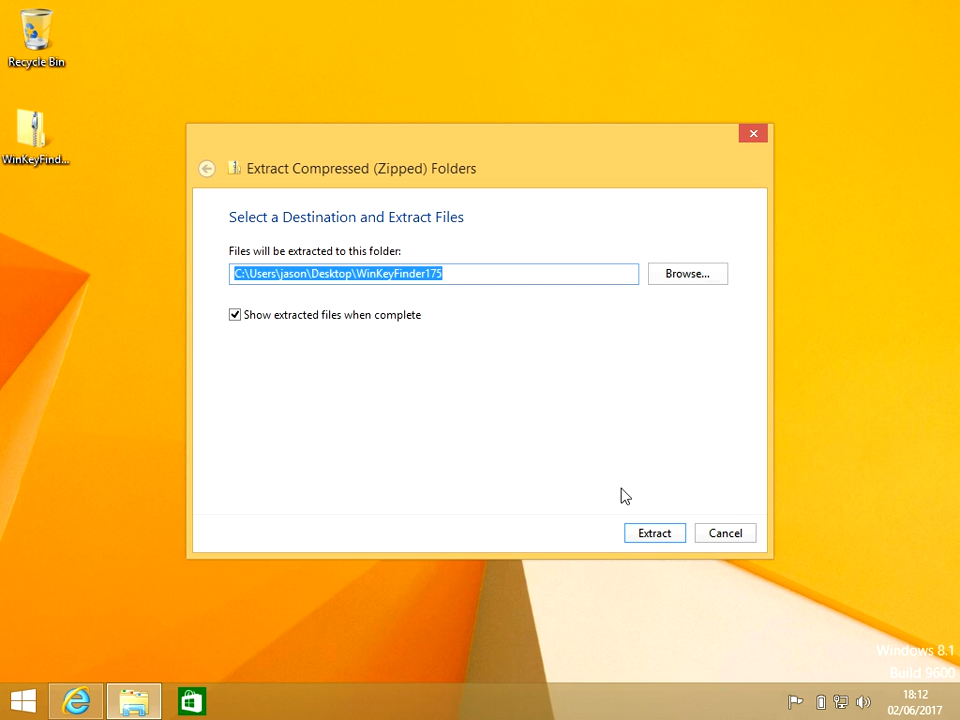 Recycle Bin
WinKeyFind...
Extract Compressed (Zipped) Folders
Select a Destination and Extract Files
Files will be extracted to this folder:
C:\Users\jason\Desktop\WinKeyFinder175
Browse...
Show extracted files when complete
Extract
Cancel
Windows 8.1
Build 9600
18:12
02/06/2017